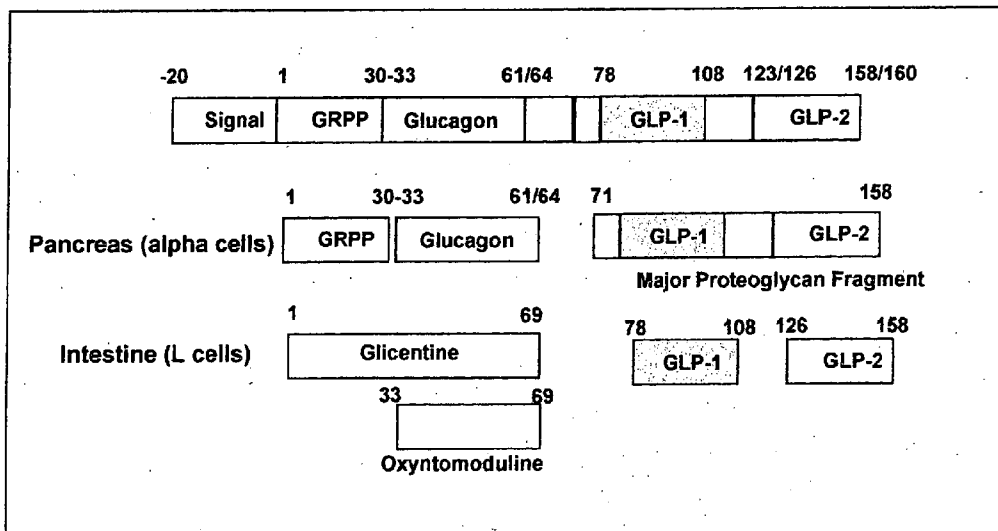 -20 1 30-33 61/64 78 108 123/126 158/160
Signal GRPP Glucagon GLP-1 GLP-2
1 30-33 61/64 71 158
Pancreas (alpha cells) GRPP Glucagon GLP-1 GLP-2
Major Proteoglycan Fragment
1 69 78 108 126 158
Intestine (L cells) Glicentine GLP-1 GLP-2
33 69
Oxyntomoduline